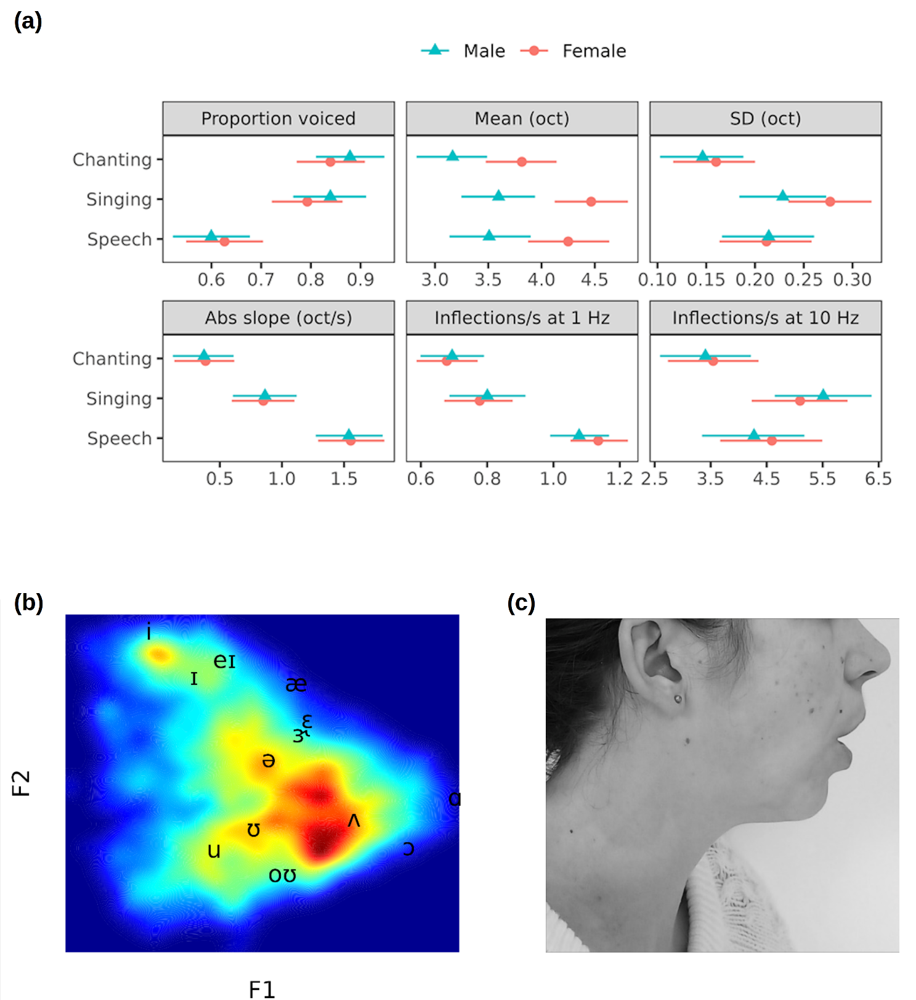 (a)
Male Female
Proportion voiced Mean (oct) SD (oct)
Chanting
Singing
Speech
0.6 0.7 0.8 0.9 3.0 3.5 4.0 4.5 0.10 0.15 0.20 0.25 0.30
Abs slope (oct/s) Inflections/s at 1 Hz Inflections/s at 10 Hz
Chanting
Singing
Speech
0.5 1.0 1.5 0.6 0.8 1.0 1.2 2.5 3.5 4.5 5.5 6.5
(b) (c)
i
eɪ
ɪ
æ
ɛ
ɝ
ə
F2
ɑ
ʌ
ʊ
u
ɔ
oʊ
F1